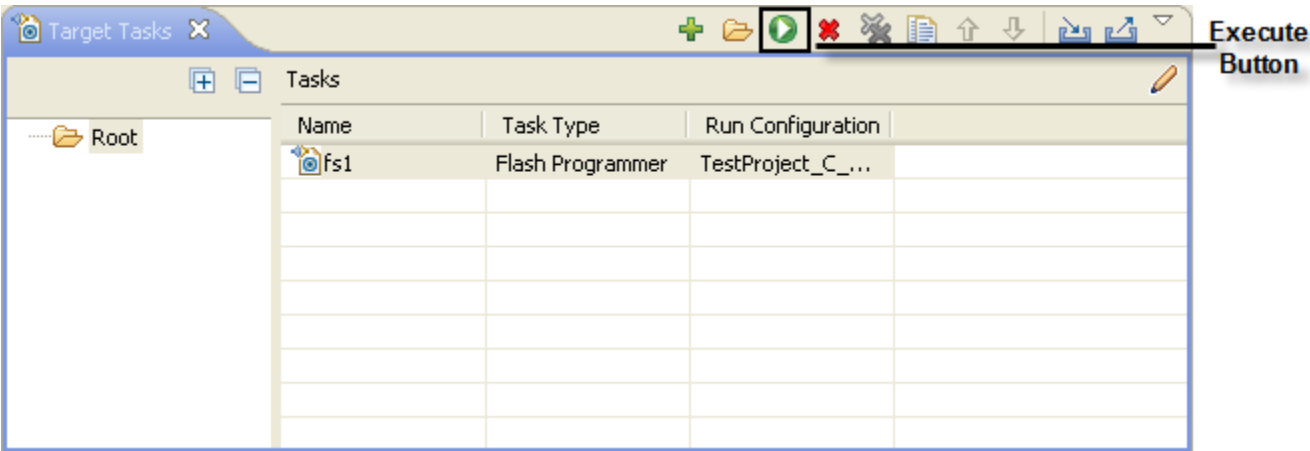 Target Tasks
Execute
Button
Tasks
Root
Name Task Type Run Configuration
fs1 Flash Programmer TestProject_C_...